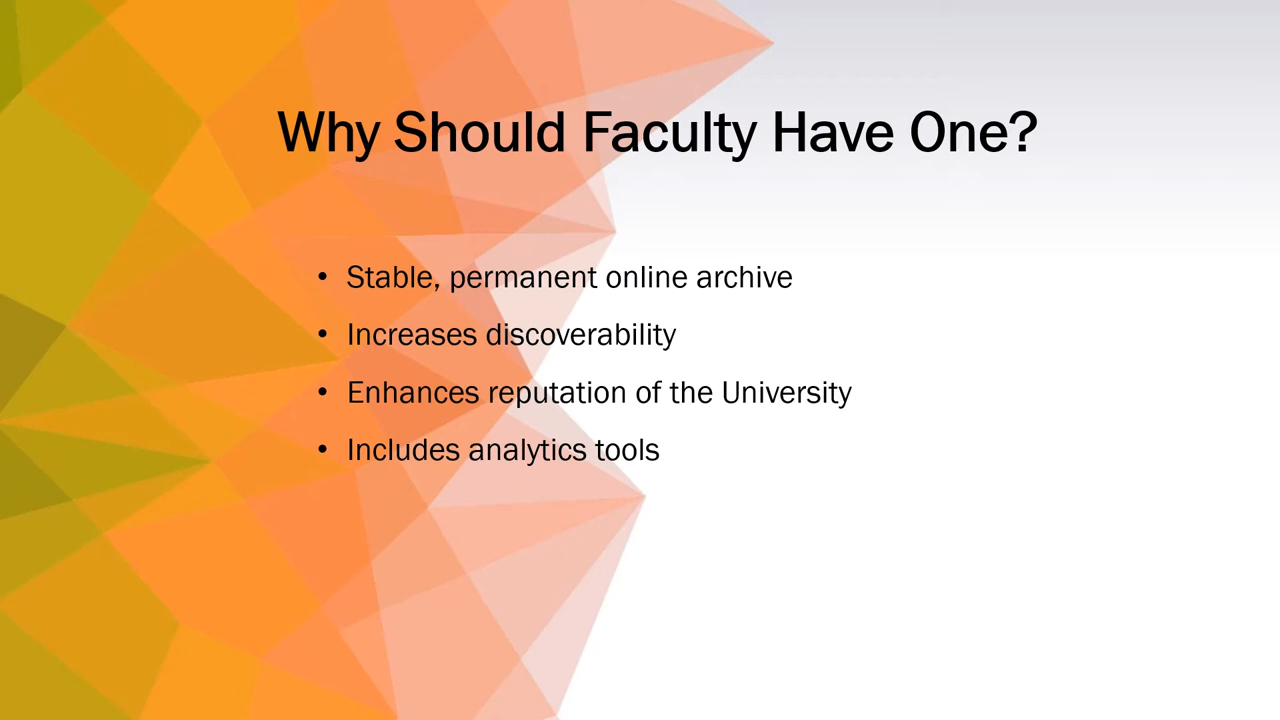 Why Should Faculty Have One?
• Stable, permanent online archive
• Increases discoverability
• Enhances reputation of the University
• Includes analytics tools